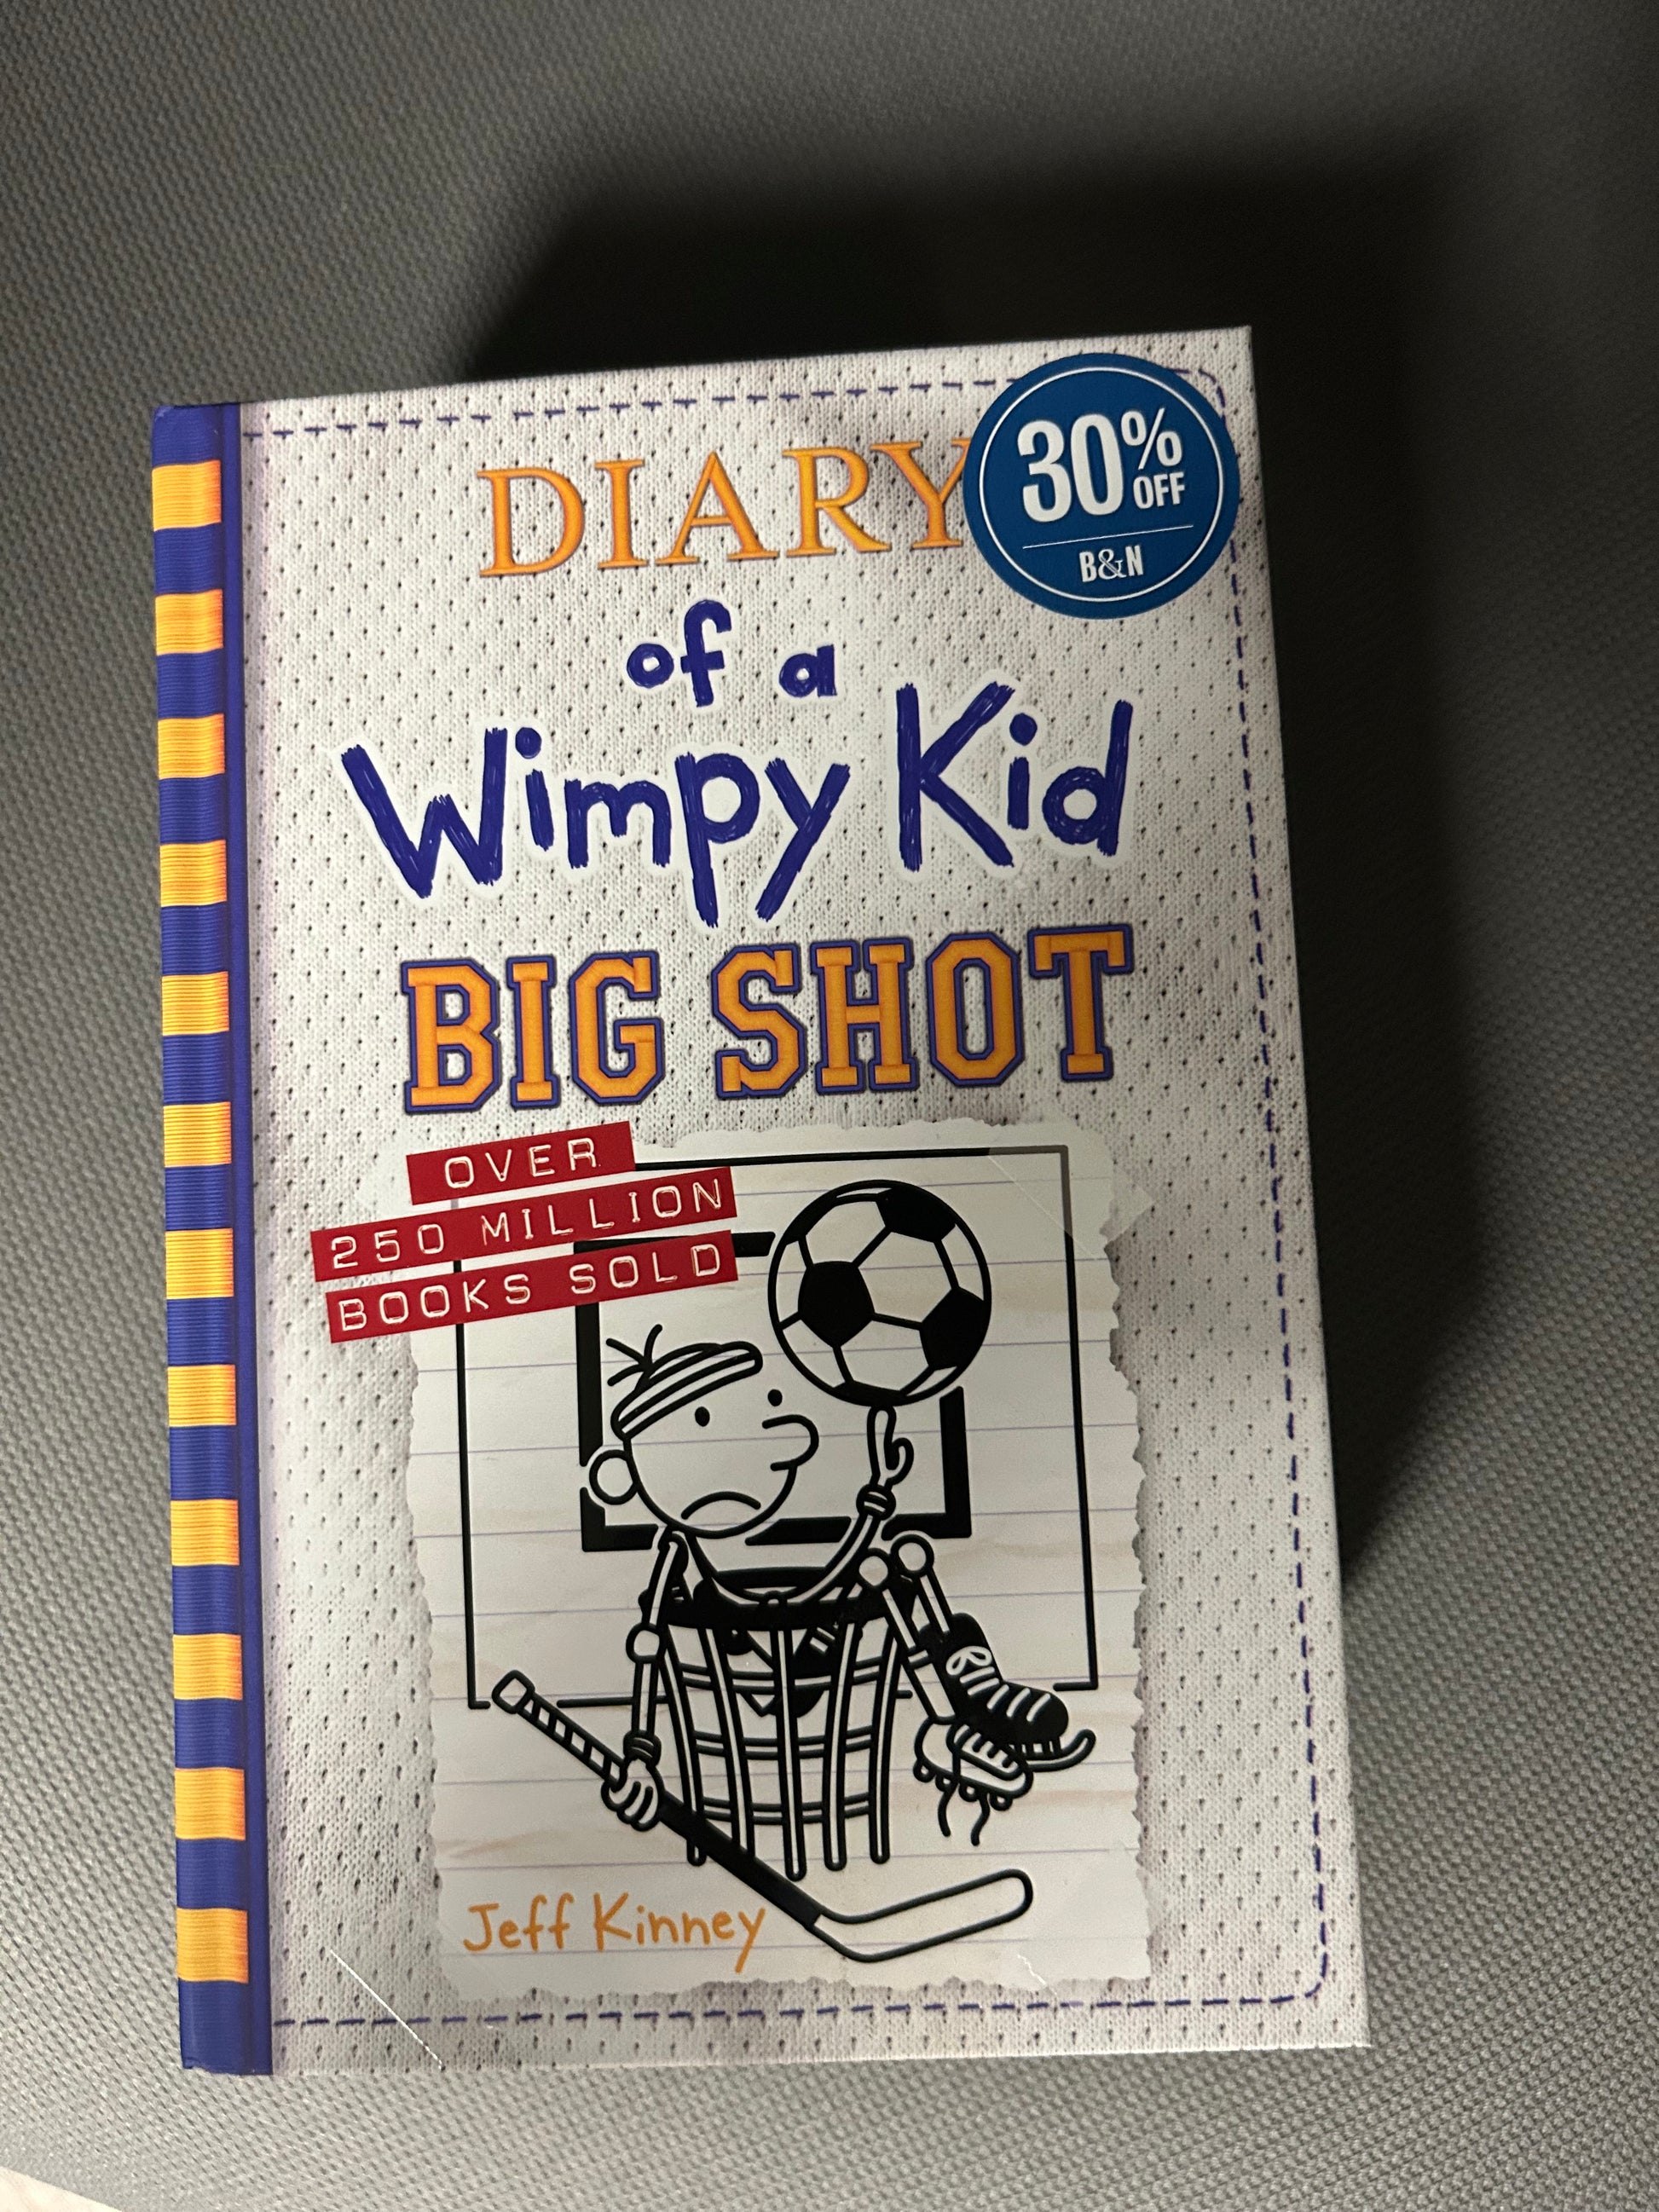 DIARY
30% OFF
B&N
of a
Wimpy Kid
BIG SHOT
OVER
250 MILLION
BOOKS SOLD
Jeff Kinney